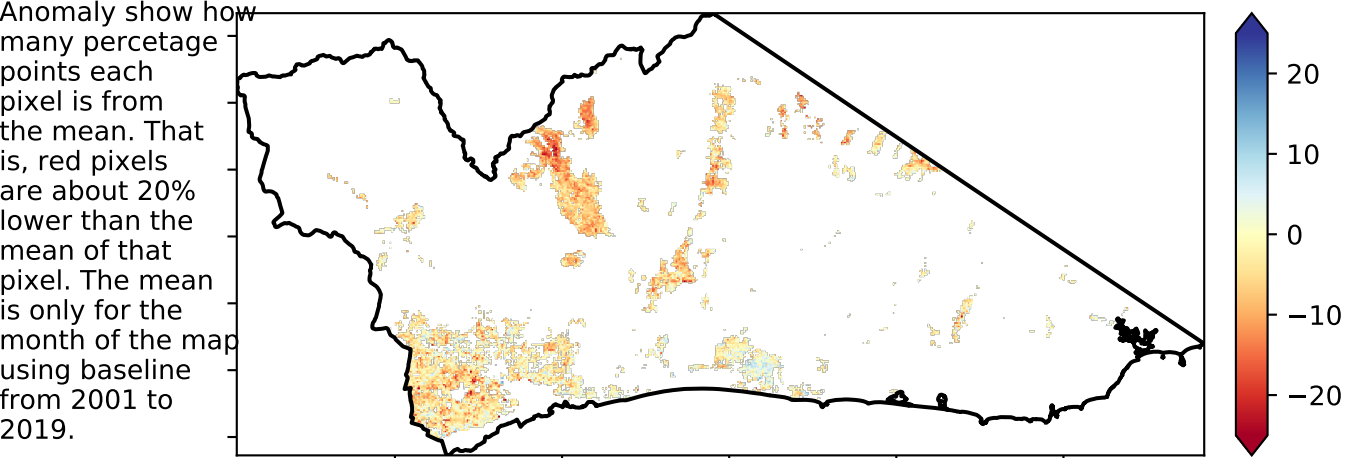 Anomaly show how
many percetage
points each
pixel is from
the mean. That
is, red pixels
are about 20%
lower than the
mean of that
pixel. The mean
is only for the
month of the map
using baseline
from 2001 to
2019.
20
10
0
−10
−20